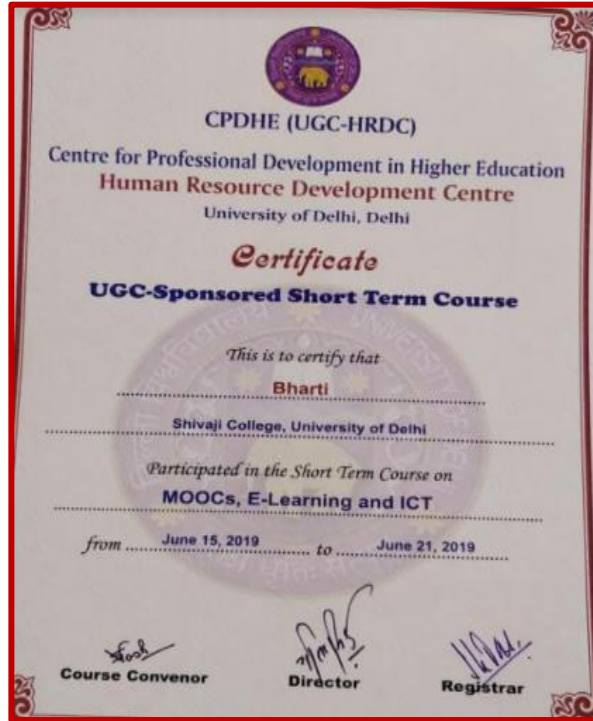 CPDHE (UGC-HRDC)
Centre for Professional Development in Higher Education
Human Resource Development Centre
University of Delhi, Delhi
Certificate
UGC-Sponsored Short Term Course
This is to certify that
Bharti
Shivaji College, University of Delhi
Participated in the Short Term Course on
MOOCs, E-Learning and ICT
from June 15, 2019 to June 21, 2019
Course Convenor
Director
Registrar